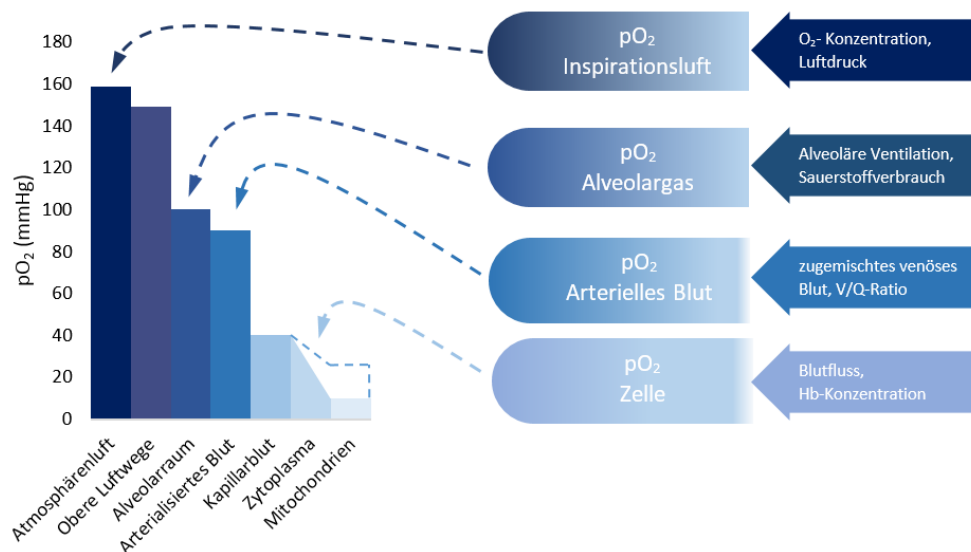 pO₂ (mmHg)
180
160
140
120
100
80
60
40
20
0
Atmosphärenluft
Obere Luftwege
Alveolarraum
Arterialisiertes Blut
Kapillarblut
Zytoplasma
Mitochondrien
pO₂
Inspirationsluft
O₂- Konzentration,
Luftdruck
pO₂
Alveolargas
Alveoläre Ventilation,
Sauerstoffverbrauch
pO₂
Arterielles Blut
zugemischtes venöses
Blut, V/Q-Ratio
pO₂
Zelle
Blutfluss,
Hb-Konzentration